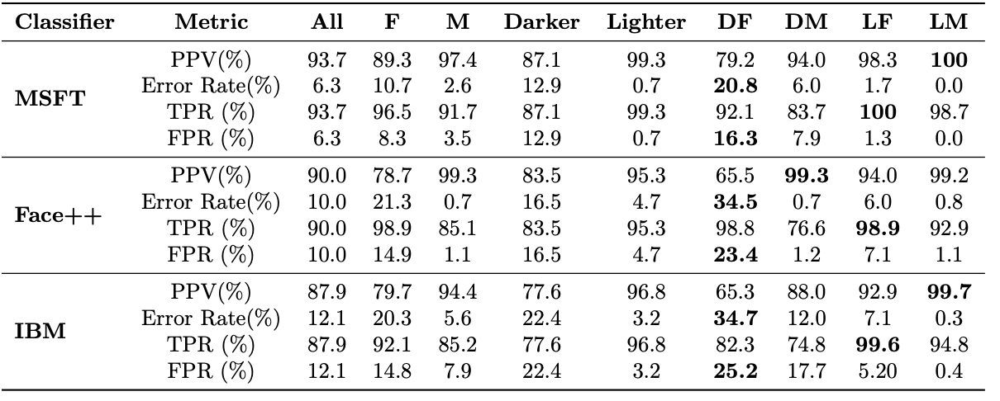 Classifier Metric All F M Darker Lighter DF DM LF LM
PPV(%) 93.7 89.3 97.4 87.1 99.3 79.2 94.0 98.3 100
Error Rate(%) 6.3 10.7 2.6 12.9 0.7 20.8 6.0 1.7 0.0
MSFT
TPR (%) 93.7 96.5 91.7 87.1 99.3 92.1 83.7 100 98.7
FPR (%) 6.3 8.3 3.5 12.9 0.7 16.3 7.9 1.3 0.0
PPV(%) 90.0 78.7 99.3 83.5 95.3 65.5 99.3 94.0 99.2
Error Rate(%) 10.0 21.3 0.7 16.5 4.7 34.5 0.7 6.0 0.8
Face++
TPR (%) 90.0 98.9 85.1 83.5 95.3 98.8 76.6 98.9 92.9
FPR (%) 10.0 14.9 1.1 16.5 4.7 23.4 1.2 7.1 1.1
PPV(%) 87.9 79.7 94.4 77.6 96.8 65.3 88.0 92.9 99.7
Error Rate(%) 12.1 20.3 5.6 22.4 3.2 34.7 12.0 7.1 0.3
IBM
TPR (%) 87.9 92.1 85.2 77.6 96.8 82.3 74.8 99.6 94.8
FPR (%) 12.1 14.8 7.9 22.4 3.2 25.2 17.7 5.20 0.4